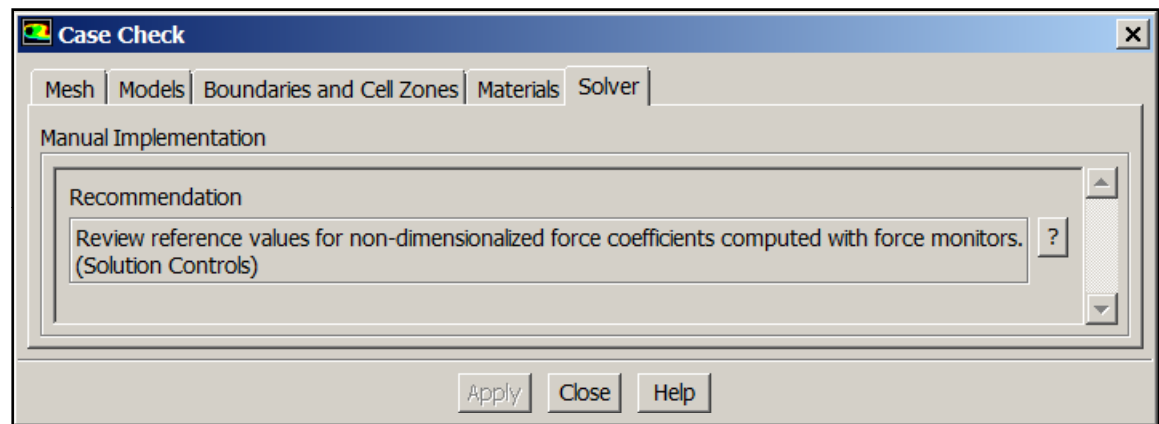 Case Check
Mesh Models Boundaries and Cell Zones Materials Solver
Manual Implementation
Recommendation
Review reference values for non-dimensionalized force coefficients computed with force monitors. ?
(Solution Controls)
Apply Close Help